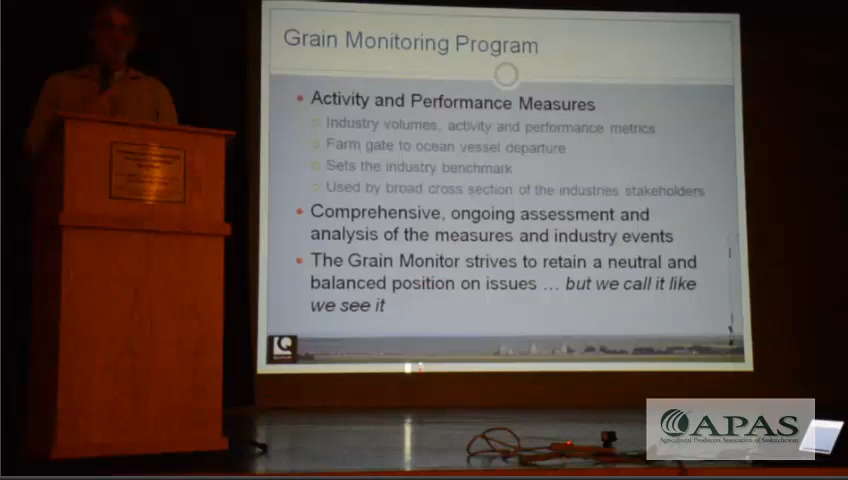 Grain Monitoring Program
Activity and Performance Measures
Industry volumes, activity and performance metrics
Farm gate to ocean vessel departure
Sets the industry benchmark
Used by broad cross section of the industries stakeholders
Comprehensive, ongoing assessment and
analysis of the measures and industry events
The Grain Monitor strives to retain a neutral and
balanced position on issues … but we call it like
we see it
Q
APAS
Agricultural Producers Association of Saskatchewan